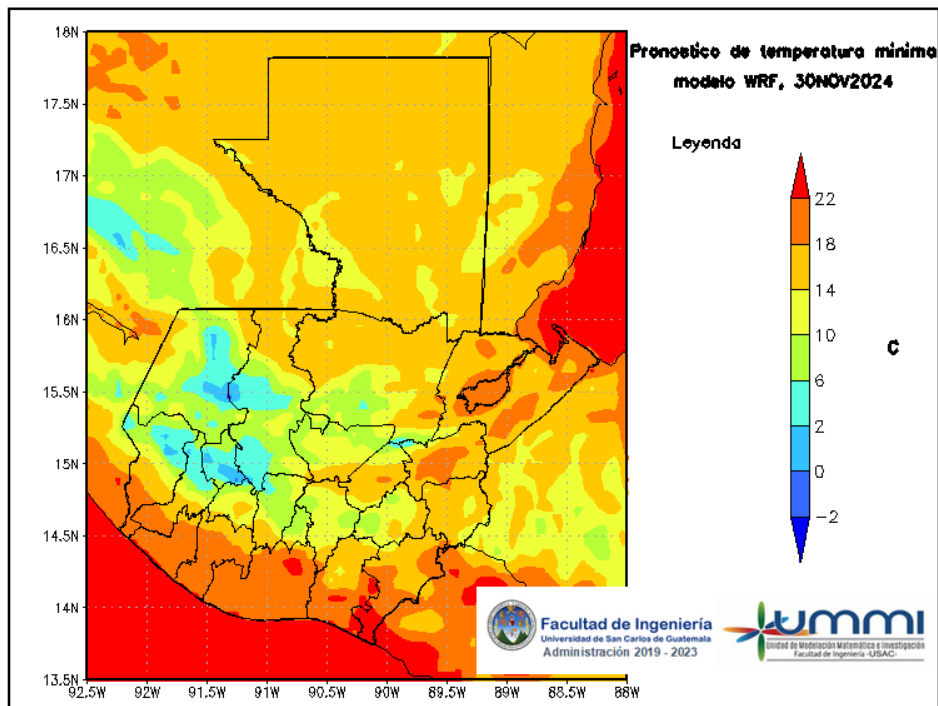 Pronostico de temperatura minima
modelo WRF, 30NOV2024
Leyenda
22
18
14
10
6
2
0
−2
C
18N
17.5N
17N
16.5N
16N
15.5N
15N
14.5N
14N
13.5N
92.5W
92W
91.5W
91W
90.5W
90W
89.5W
89W
88.5W
88W
Facultad de Ingeniería
Universidad de San Carlos de Guatemala
Administración 2019 - 2023
UMMI
Unidad de Modelación Matemática e Investigación
Facultad de Ingeniería -USAC-